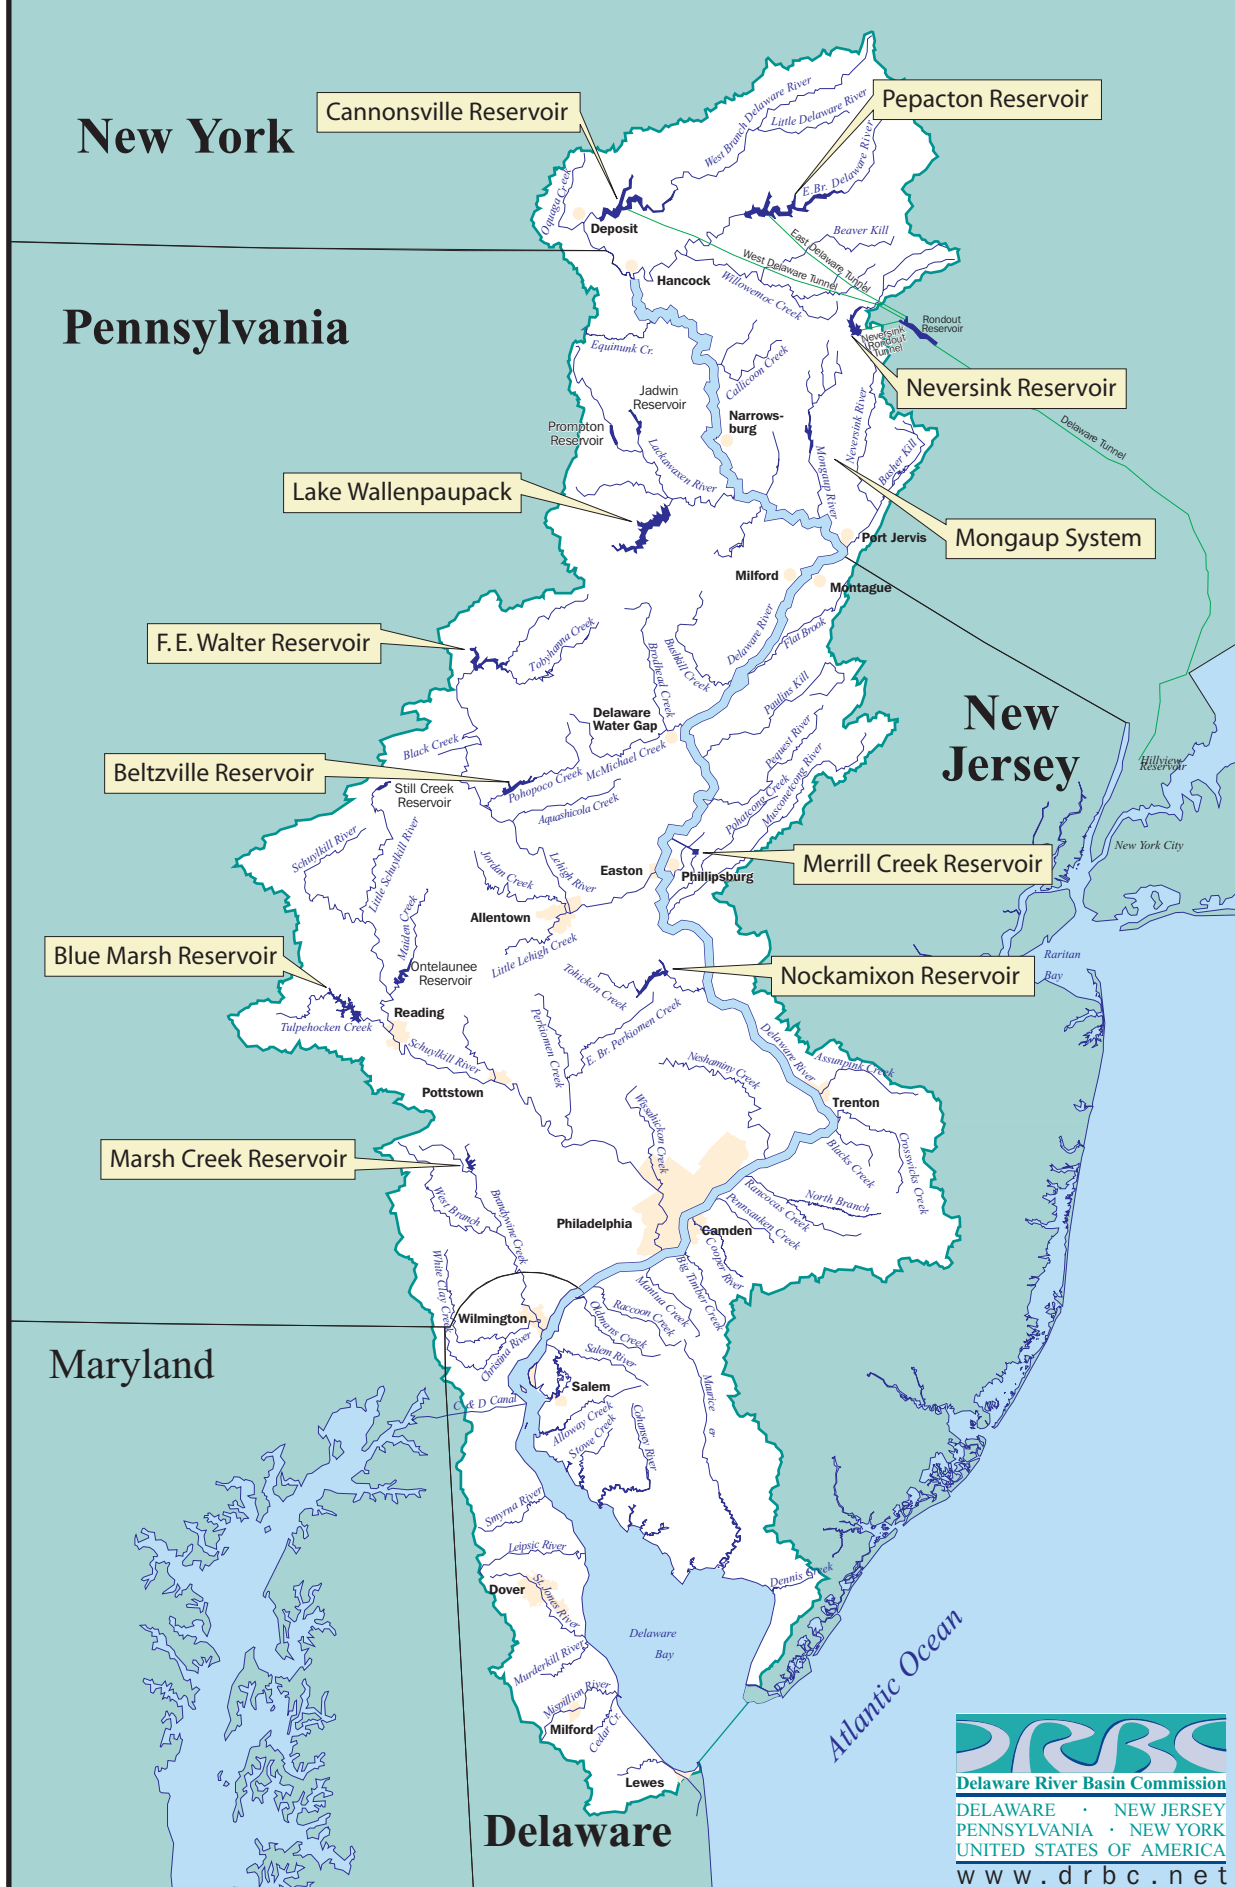 New York
Cannonsville Reservoir
Pepacton Reservoir
West Branch Delaware River
Little Delaware River
E. Br. Delaware River
Oquaga Creek
Deposit
Beaver Kill
East Delaware Tunnel
West Delaware Tunnel
Hancock
Willowemoc Creek
Pennsylvania
Rondout
Reservoir
Neversink
Rondout
Tunnel
Equinunk Cr.
Callicoon Creek
Neversink Reservoir
Jadwin
Reservoir
Prompton
Reservoir
Narrows-
burg
Neversink River
Delaware Tunnel
Lackawaxen River
Mongaup River
Basher Kill
Lake Wallenpaupack
Port Jervis
Mongaup System
Milford
Montague
F. E. Walter Reservoir
Tobyhanna Creek
Brodhead Creek
Bushkill Creek
Delaware River
Flat Brook
Paulins Kill
New
Jersey
Delaware
Water Gap
Black Creek
McMichael Creek
Pequest River
Beltzville Reservoir
Pohopoco Creek
Hillview
Reservoir
Still Creek
Reservoir
Aquashicola Creek
Pohatcong Creek
Musconetcong River
Schuylkill River
Little Schuylkill River
New York City
Jordan Creek
Lehigh River
Easton
Phillipsburg
Merrill Creek Reservoir
Allentown
Maiden Creek
Little Lehigh Creek
Blue Marsh Reservoir
Ontelaunee
Reservoir
Tohickon Creek
Nockamixon Reservoir
Raritan
Bay
Reading
Tulpehocken Creek
Perkiomen Creek
E. Br. Perkiomen Creek
Schuylkill River
Delaware River
Assunpink Creek
Neshaminy Creek
Pottstown
Trenton
Wissahickon Creek
Blacks Creek
Crosswicks Creek
Marsh Creek Reservoir
West Branch
Brandywine Creek
Rancocas Creek
North Branch
Pennsauken Creek
Philadelphia
Camden
Cooper River
White Clay Creek
Big Timber Creek
Mantua Creek
Raccoon Creek
Oldmans Creek
Wilmington
Christina River
Maryland
Salem River
Salem
C & D Canal
Alloway Creek
Stowe Creek
Cohansey River
Maurice er
Smyrna River
Leipsic River
Dennis Creek
Dover
St. Jones River
Delaware
Bay
Murderkill River
Mispillion River
Milford
Cedar Cr.
Atlantic Ocean
Lewes
Delaware
DRBC
Delaware River Basin Commission
DELAWARE · NEW JERSEY
PENNSYLVANIA · NEW YORK
UNITED STATES OF AMERICA
www.drbc.net